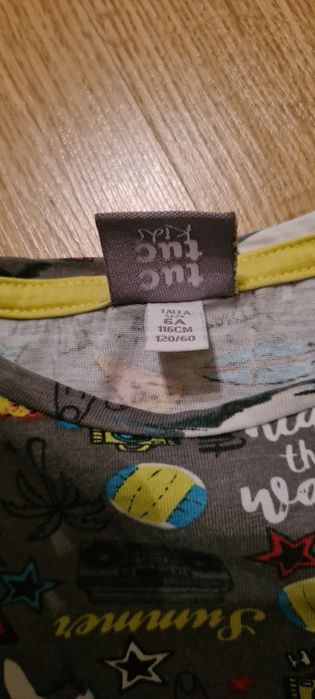 tuc
tuc
Kids
TALLA
SIZE
6A
116CM
120/60
the
Summer